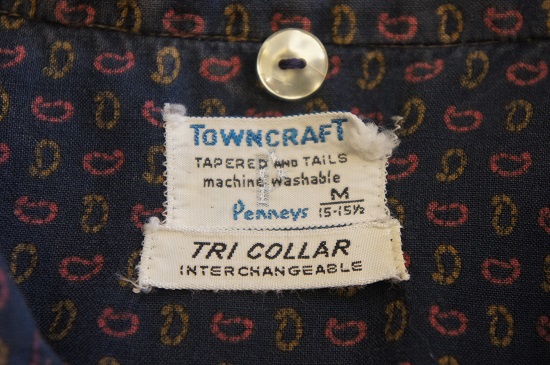 TOWNCRAFT
TAPERED AND TAILS
machine washable
Penneys M
15-15½
TRI COLLAR
INTERCHANGEABLE